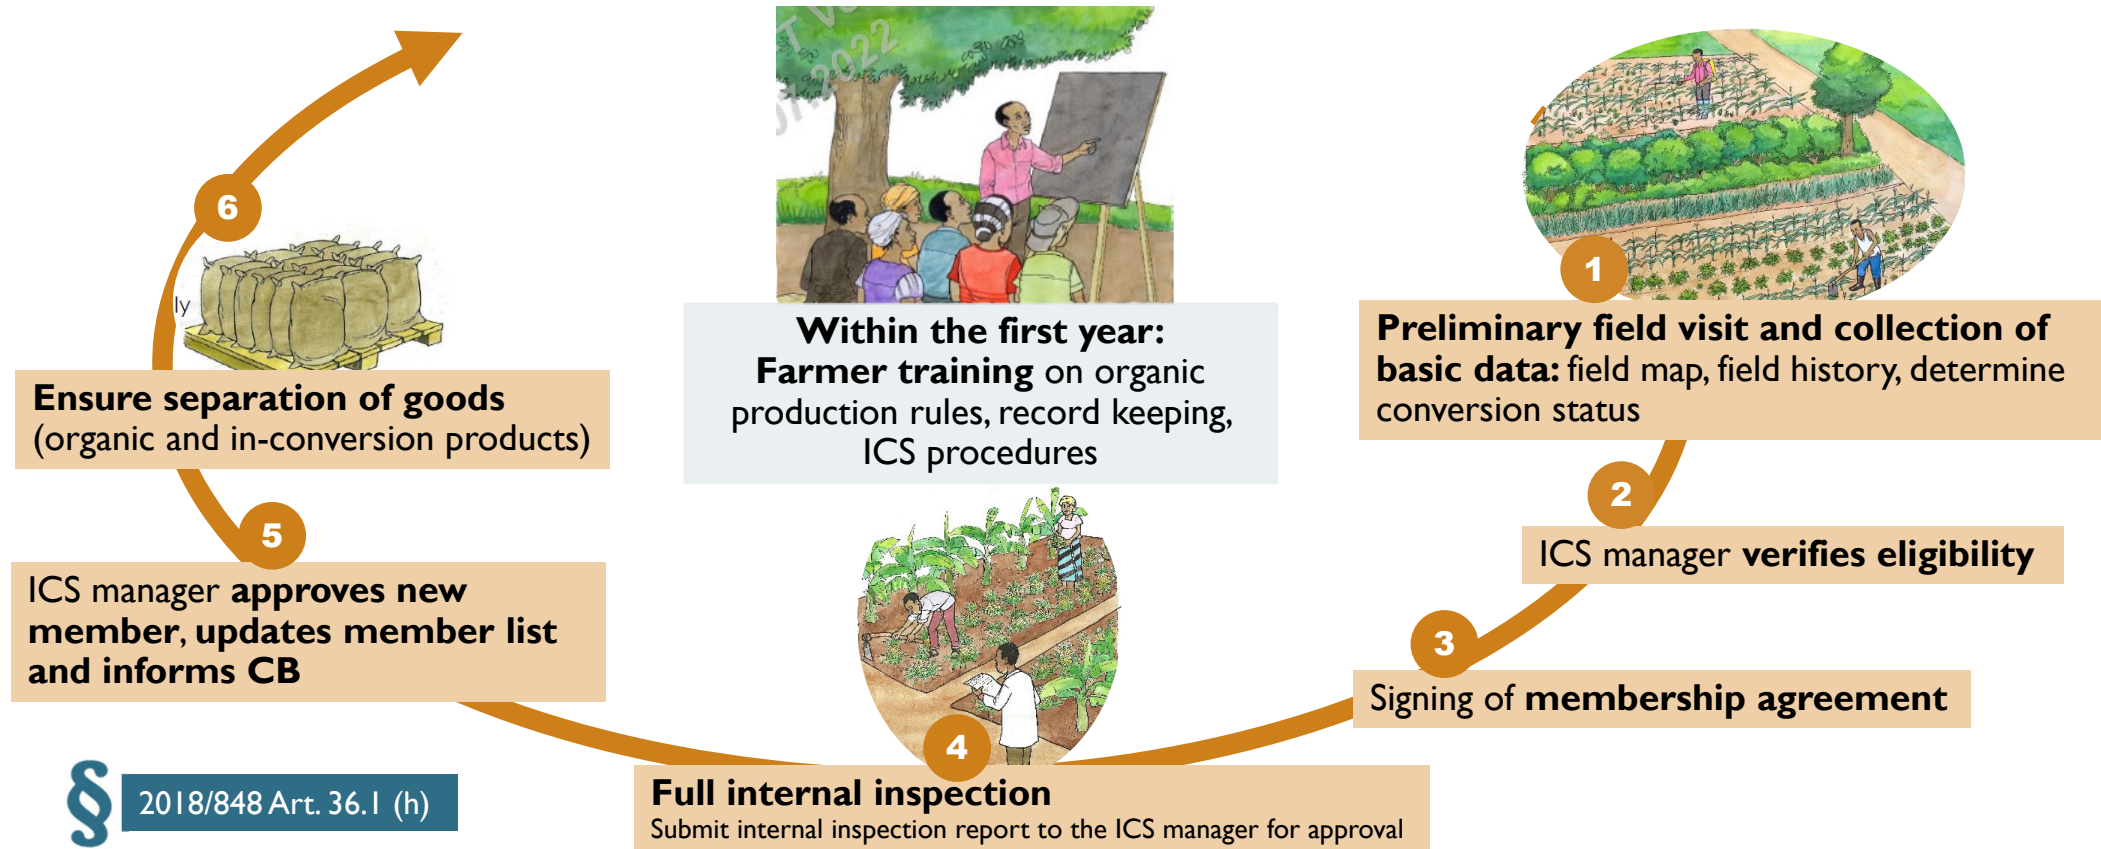 1
Preliminary field visit and collection of
basic data: field map, field history, determine
conversion status
2
ICS manager verifies eligibility
3
Signing of membership agreement
4
Full internal inspection
Submit internal inspection report to the ICS manager for approval
5
ICS manager approves new
member, updates member list
and informs CB
6
ly
Ensure separation of goods
(organic and in-conversion products)
Within the first year:
Farmer training on organic
production rules, record keeping,
ICS procedures
§ 2018/848 Art. 36.1 (h)